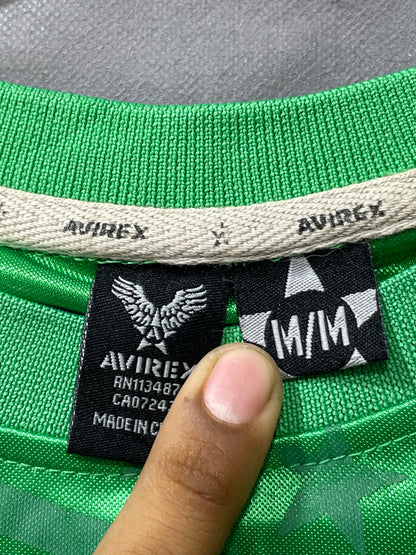 AVIREX AVIREX
AVIREX
RN113487
CA0724
MADE IN
M/M